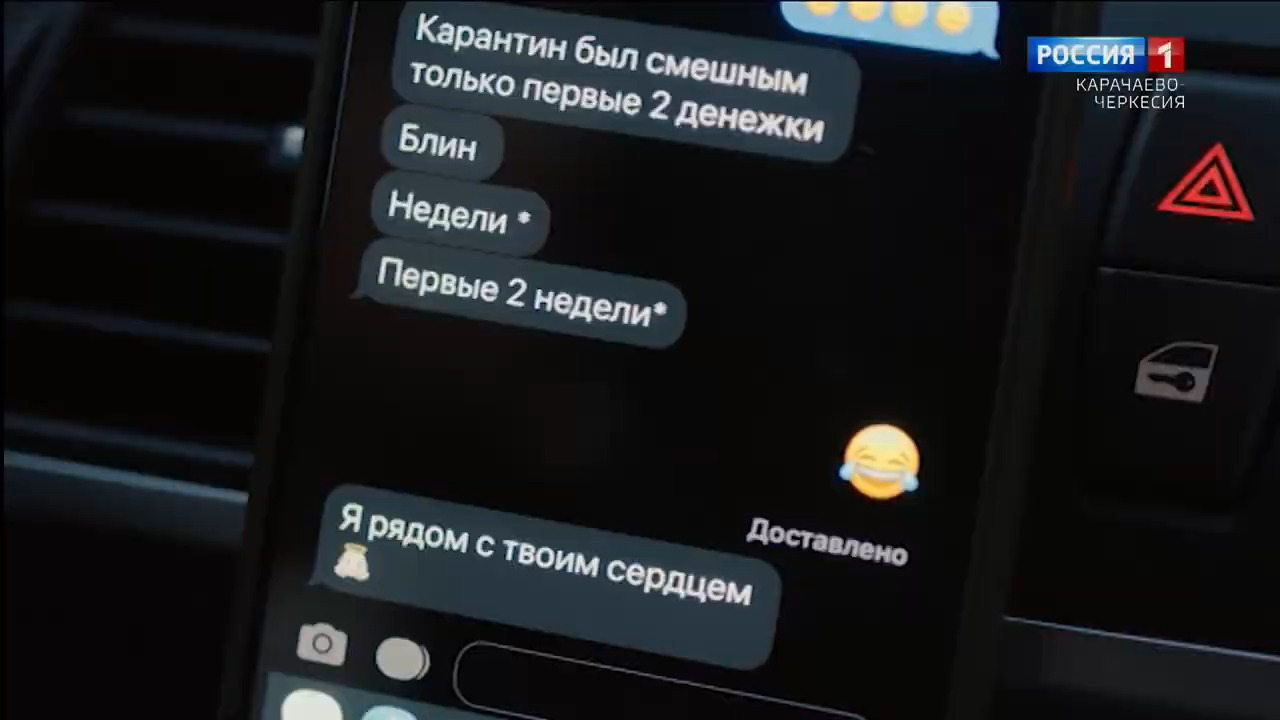 Карантин был смешным
только первые 2 денежки
РОССИЯ 1
КАРАЧАЕВО-
ЧЕРКЕСИЯ
Блин
Недели *
Первые 2 недели*
Доставлено
Я рядом с твоим сердцем